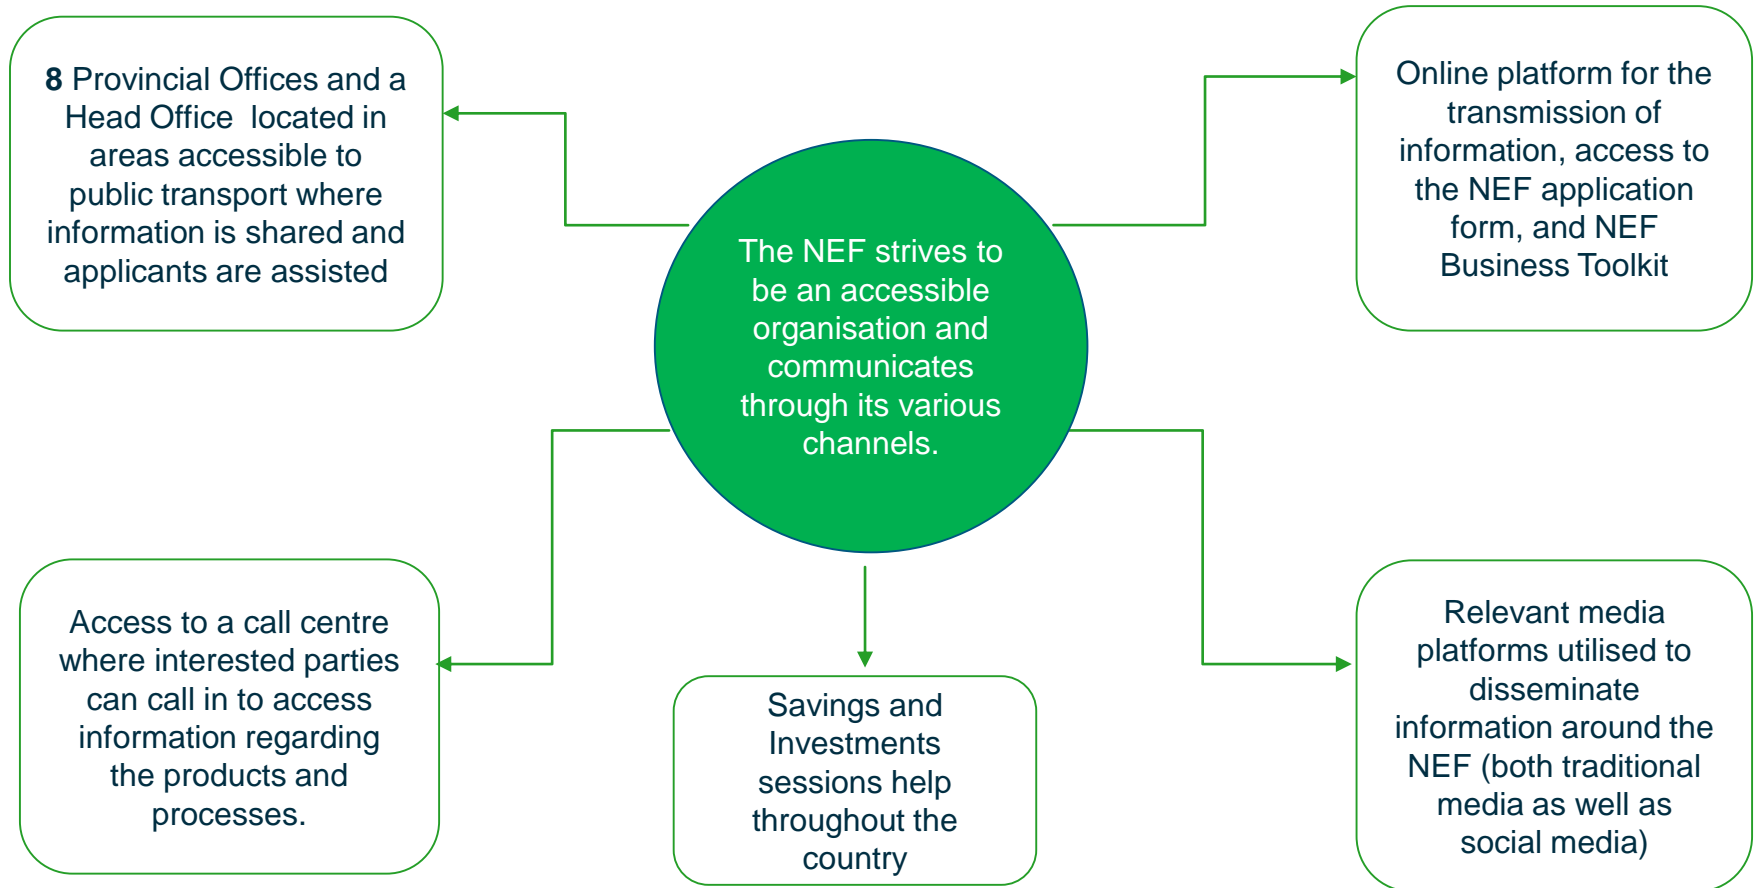 8 Provincial Offices and a
Head Office located in
areas accessible to
public transport where
information is shared and
applicants are assisted
Online platform for the
transmission of
information, access to
the NEF application
form, and NEF
Business Toolkit
The NEF strives to
be an accessible
organisation and
communicates
through its various
channels.
Access to a call centre
where interested parties
can call in to access
information regarding
the products and
processes.
Savings and
Investments
sessions help
throughout the
country
Relevant media
platforms utilised to
disseminate
information around the
NEF (both traditional
media as well as
social media)